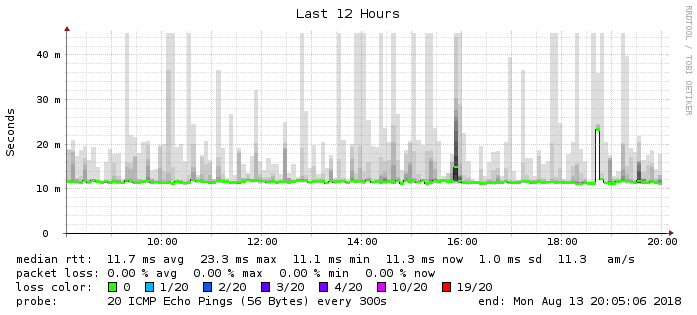 Last 12 Hours
RRDTOOL / TOBI OETIKER
Seconds
40 m
30 m
20 m
10 m
0
10:00 12:00 14:00 16:00 18:00 20:00
median rtt: 11.7 ms avg 23.3 ms max 11.1 ms min 11.3 ms now 1.0 ms sd 11.3 am/s
packet loss: 0.00 % avg 0.00 % max 0.00 % min 0.00 % now
loss color: 0 1/20 2/20 3/20 4/20 10/20 19/20
probe: 20 ICMP Echo Pings (56 Bytes) every 300s end: Mon Aug 13 20:05:06 2018